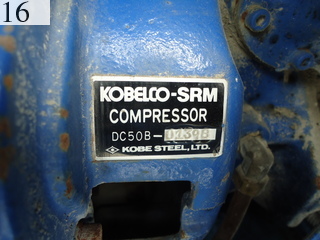 16
KOBELCO-SRM
COMPRESSOR
DC50B-
KOBE STEEL, LTD.